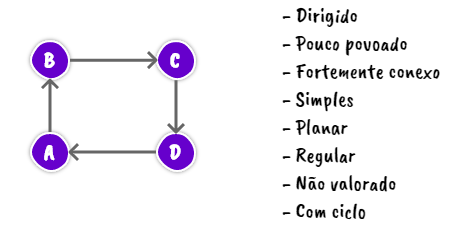 B
C
A
D
- Dirigido
- Pouco povoado
- Fortemente conexo
- Simples
- Planar
- Regular
- Não valorado
- Com ciclo